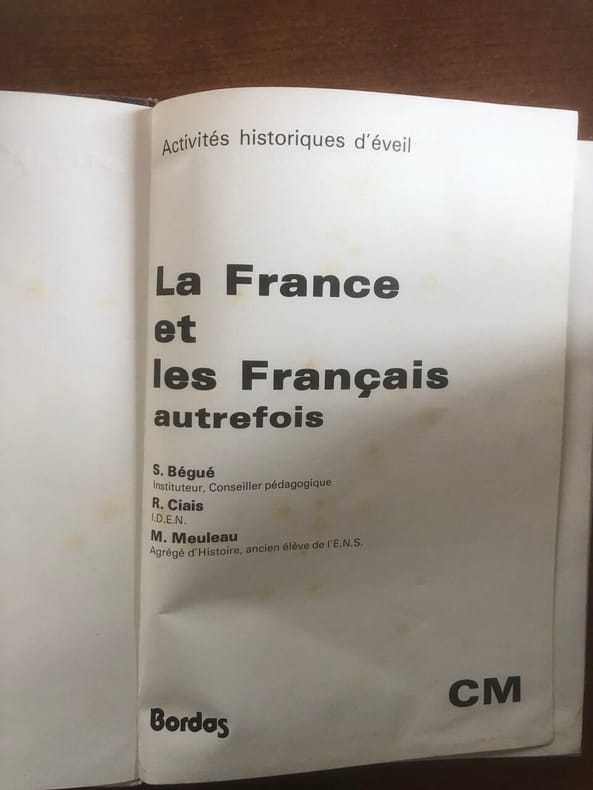 Activités historiques d'éveil
La France
et
les Français
autrefois
S. Bégué
Instituteur, Conseiller pédagogique
R. Ciais
I.D.E.N.
M. Meuleau
Agrégé d'Histoire, ancien élève de l'E.N.S.
CM
Bordas